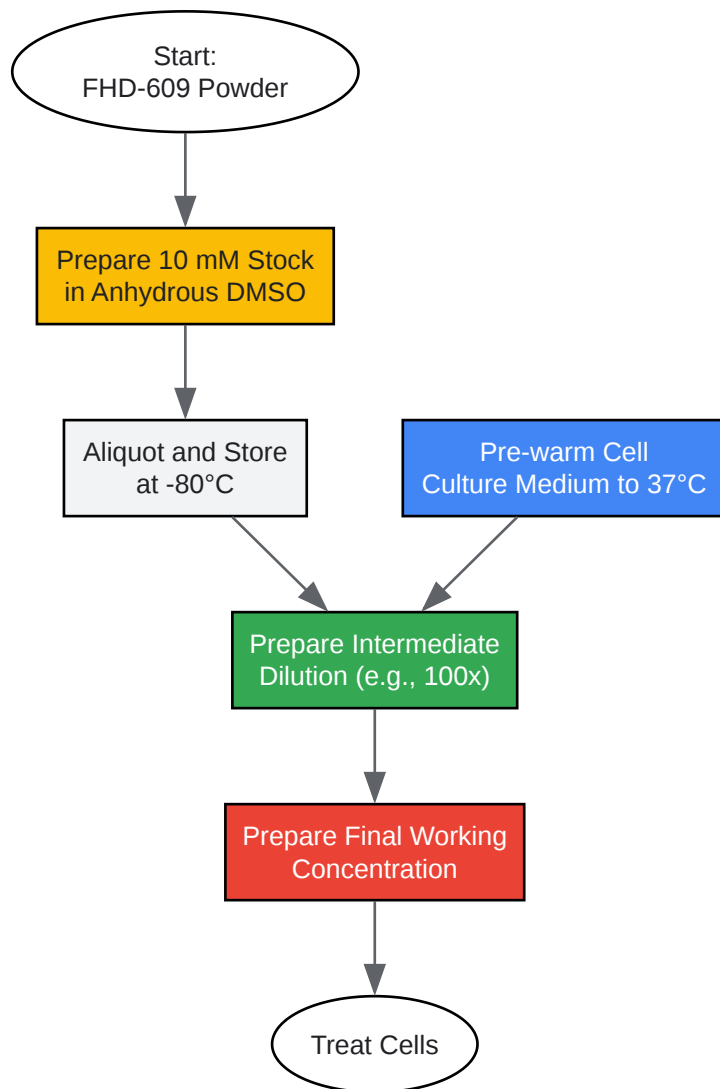 Start:
FHD-609 Powder
Prepare 10 mM Stock
in Anhydrous DMSO
Aliquot and Store
at -80°C
Pre-warm Cell
Culture Medium to 37°C
Prepare Intermediate
Dilution (e.g., 100x)
Prepare Final Working
Concentration
Treat Cells